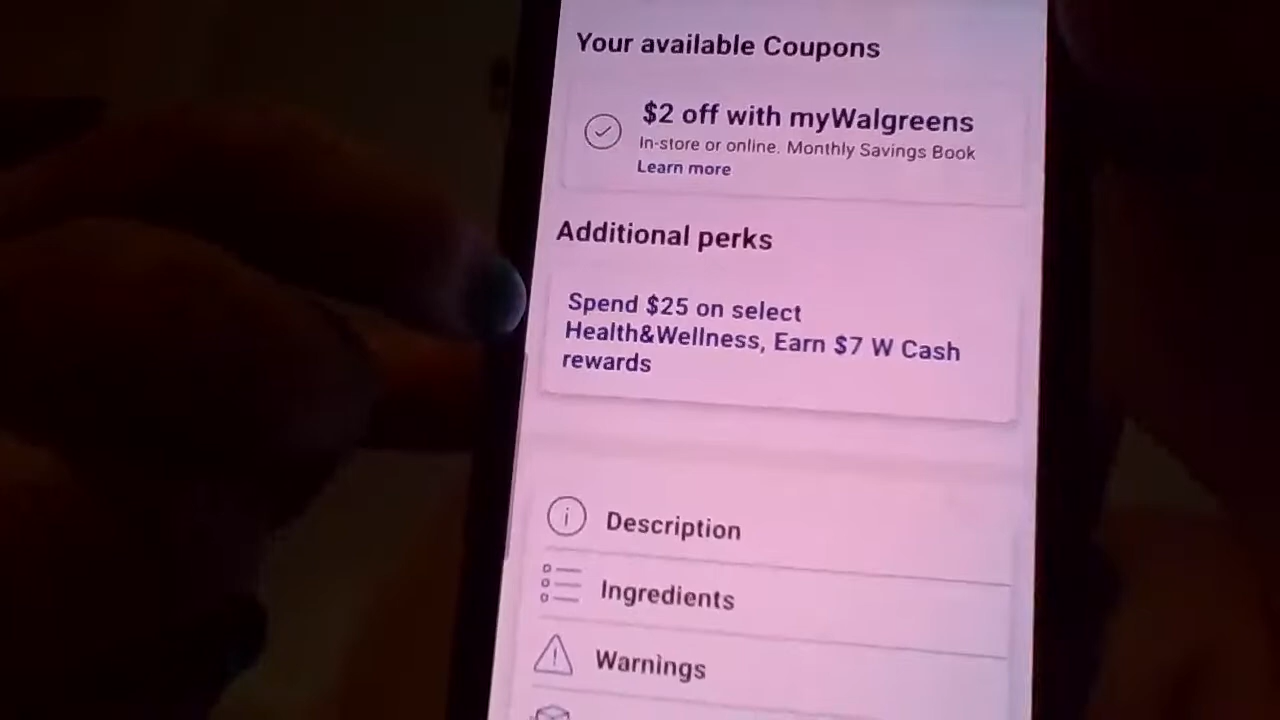 Your available Coupons
$2 off with myWalgreens
In-store or online. Monthly Savings Book
Learn more
Additional perks
Spend $25 on select
Health&Wellness, Earn $7 W Cash
rewards
Description
Ingredients
Warnings